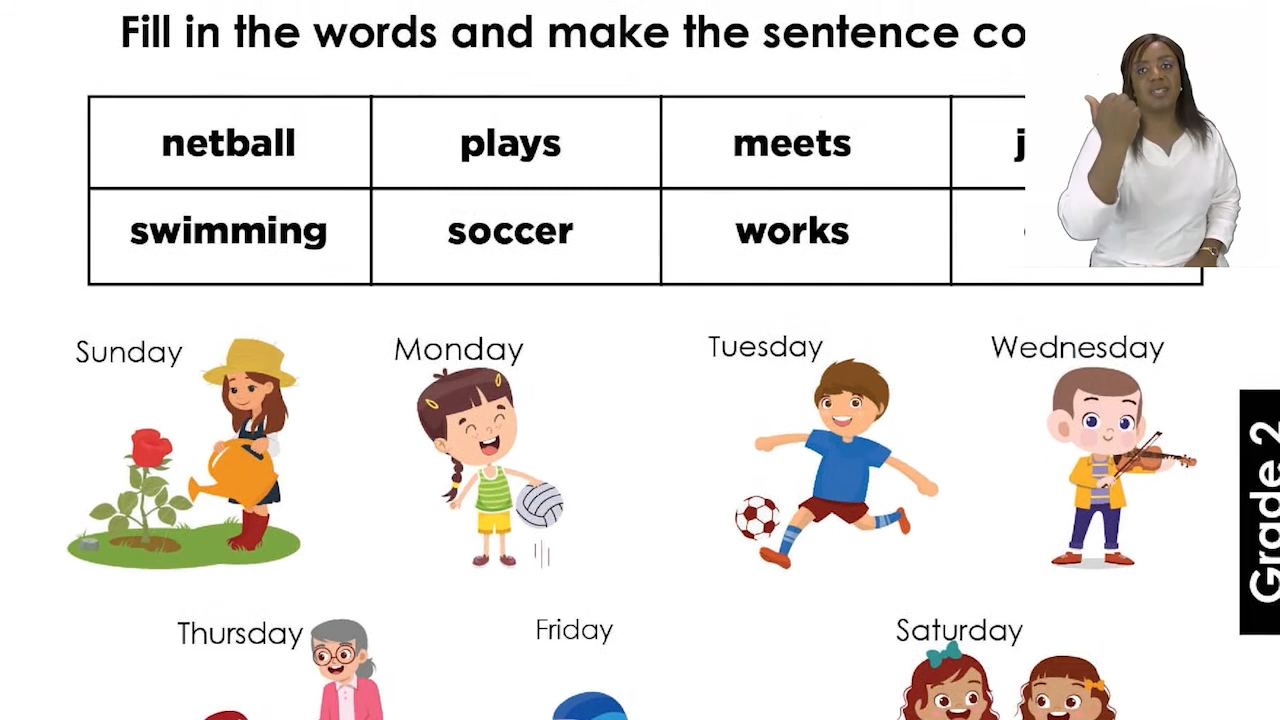 Fill in the words and make the sentence
netball plays meets
swimming soccer works
Sunday Monday Tuesday Wednesday
Thursday Friday Saturday
Grade 2